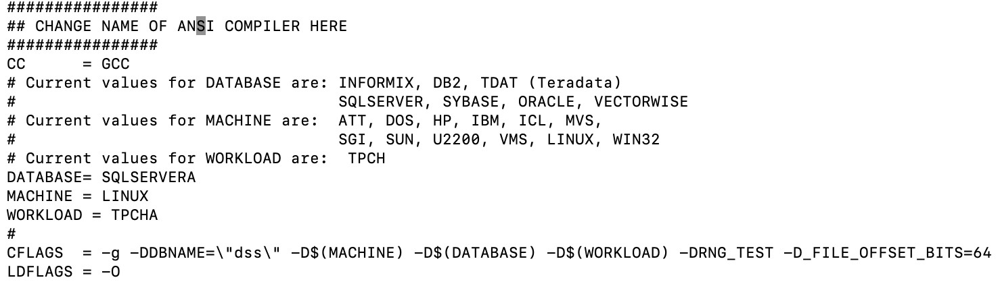 ################
## CHANGE NAME OF ANSI COMPILER HERE
################
CC      = GCC
# Current values for DATABASE are: INFORMIX, DB2, TDAT (Teradata)
#                                  SQLSERVER, SYBASE, ORACLE, VECTORWISE
# Current values for MACHINE are:  ATT, DOS, HP, IBM, ICL, MVS,
#                                  SGI, SUN, U2200, VMS, LINUX, WIN32
# Current values for WORKLOAD are:  TPCH
DATABASE= SQLSERVERA
MACHINE = LINUX
WORKLOAD = TPCHA
#
CFLAGS  = -g -DDBNAME=\"dss\" -D$(MACHINE) -D$(DATABASE) -D$(WORKLOAD) -DRNG_TEST -D_FILE_OFFSET_BITS=64
LDFLAGS = -O